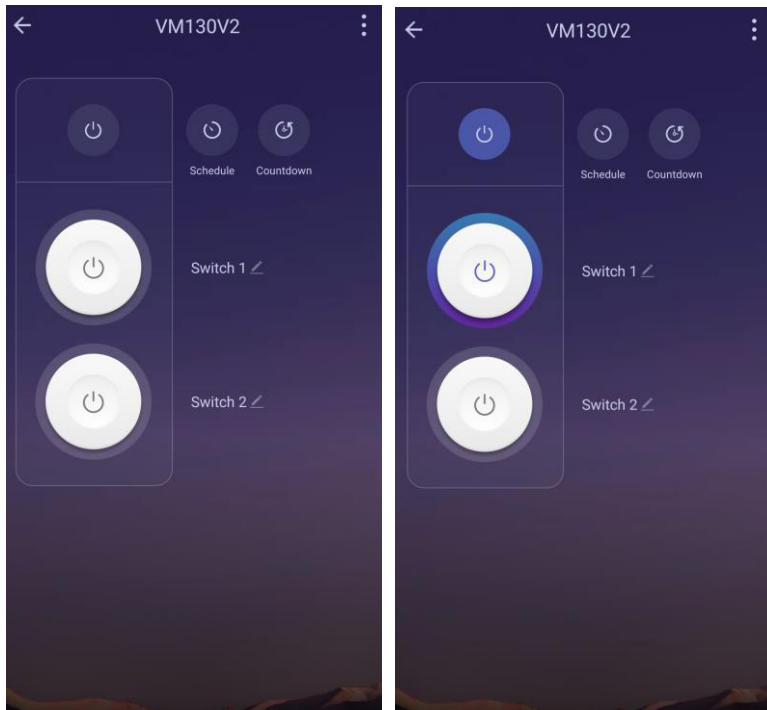 VM130V2
Schedule Countdown
Switch 1
Switch 2
VM130V2
Schedule Countdown
Switch 1
Switch 2